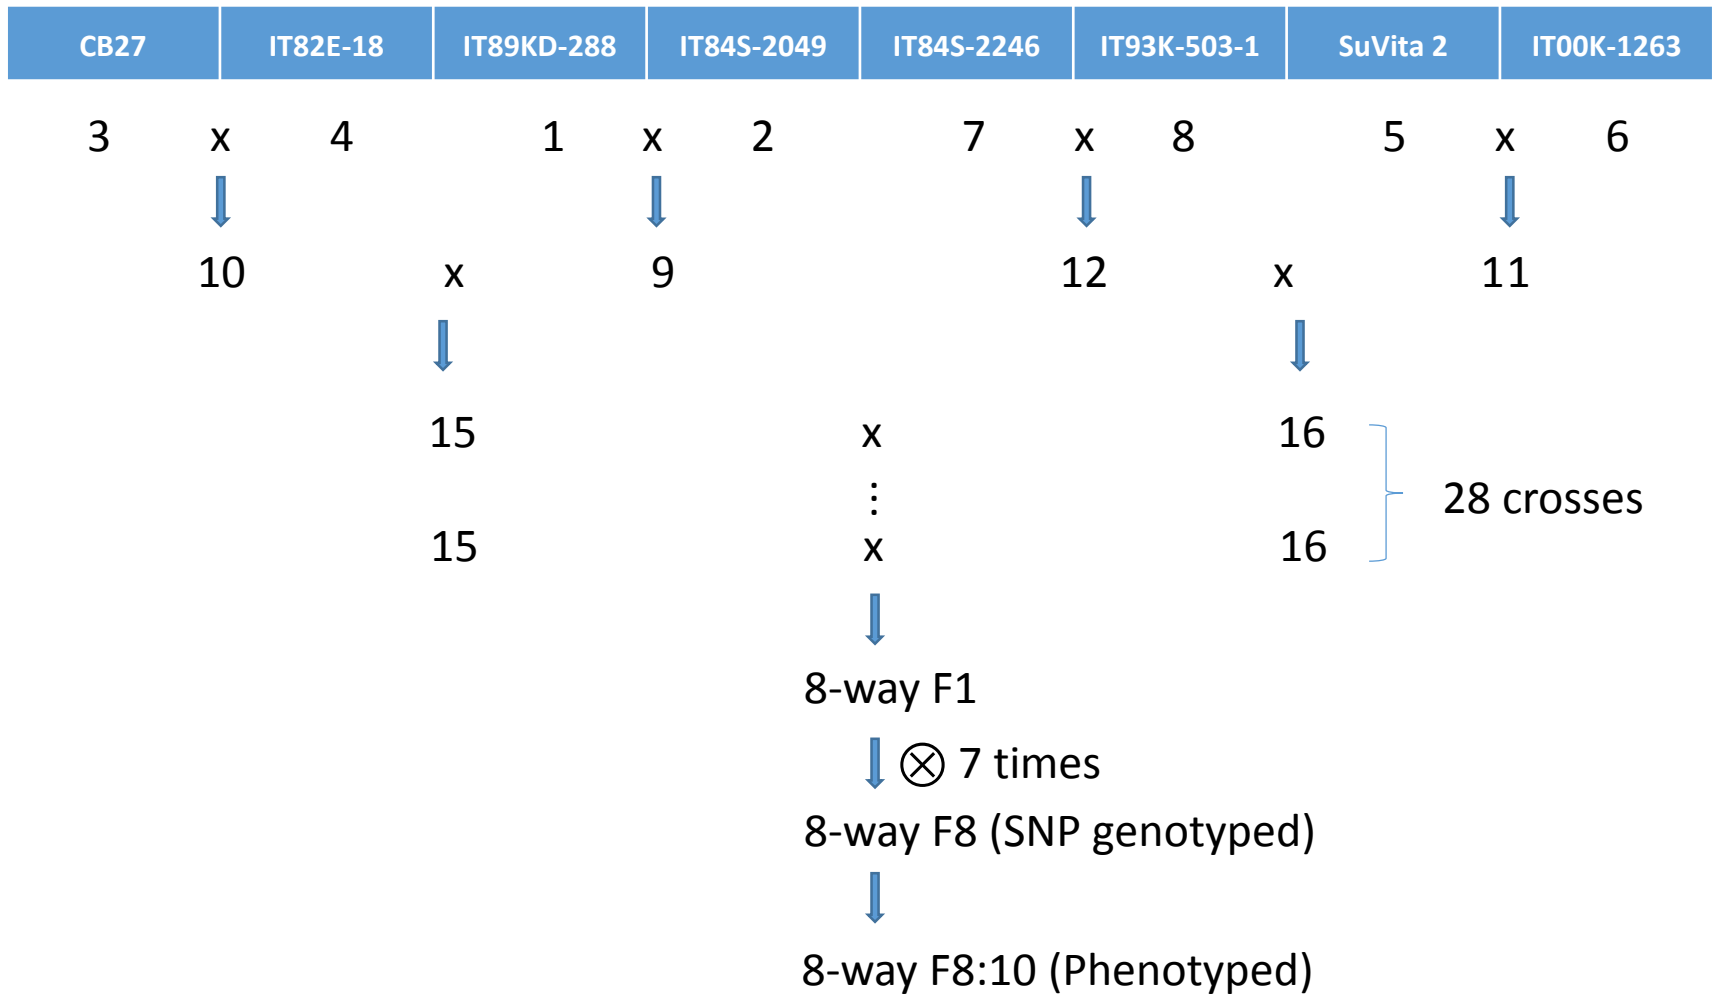 CB27 IT82E-18 IT89KD-288 IT84S-2049 IT84S-2246 IT93K-503-1 SuVita 2 IT00K-1263
3 x 4 1 x 2 7 x 8 5 x 6
10 x 9 12 x 11
15 x 16
⋮ 28 crosses
15 x 16
8-way F1
⊗ 7 times
8-way F8 (SNP genotyped)
8-way F8:10 (Phenotyped)